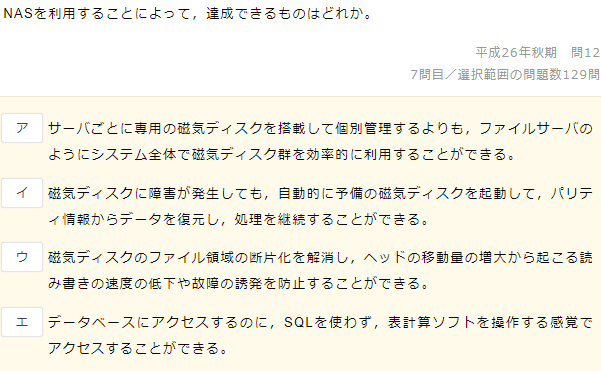 NASを利用することによって，達成できるものはどれか。
平成26年秋期　問12
7問目／選択範囲の問題数129問
ア
サーバごとに専用の磁気ディスクを搭載して個別管理するよりも，ファイルサーバの
ようにシステム全体で磁気ディスク群を効率的に利用することができる。
イ
磁気ディスクに障害が発生しても，自動的に予備の磁気ディスクを起動して，パリテ
ィ情報からデータを復元し，処理を継続することができる。
ウ
磁気ディスクのファイル領域の断片化を解消し，ヘッドの移動量の増大から起こる読
み書きの速度の低下や故障の誘発を防止することができる。
エ
データベースにアクセスするのに，SQLを使わず，表計算ソフトを操作する感覚で
アクセスすることができる。